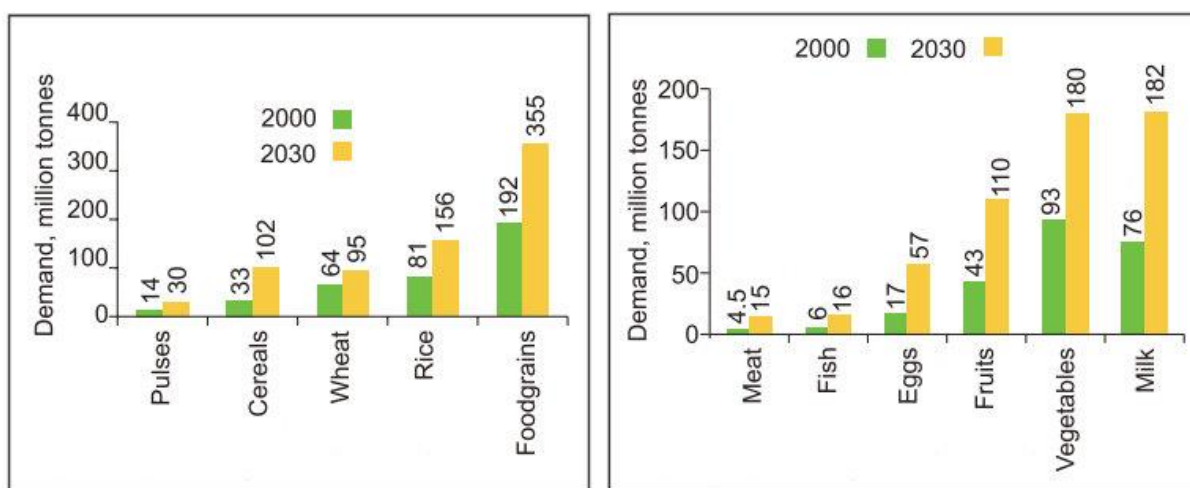 Demand, million tonnes
400
300
200
100
0
2000
2030
14
30
33
102
64
95
81
156
192
355
Pulses
Cereals
Wheat
Rice
Foodgrains
2000
2030
Demand, million tonnes
200
150
100
50
0
4.5
15
6
16
17
57
43
110
93
180
76
182
Meat
Fish
Eggs
Fruits
Vegetables
Milk